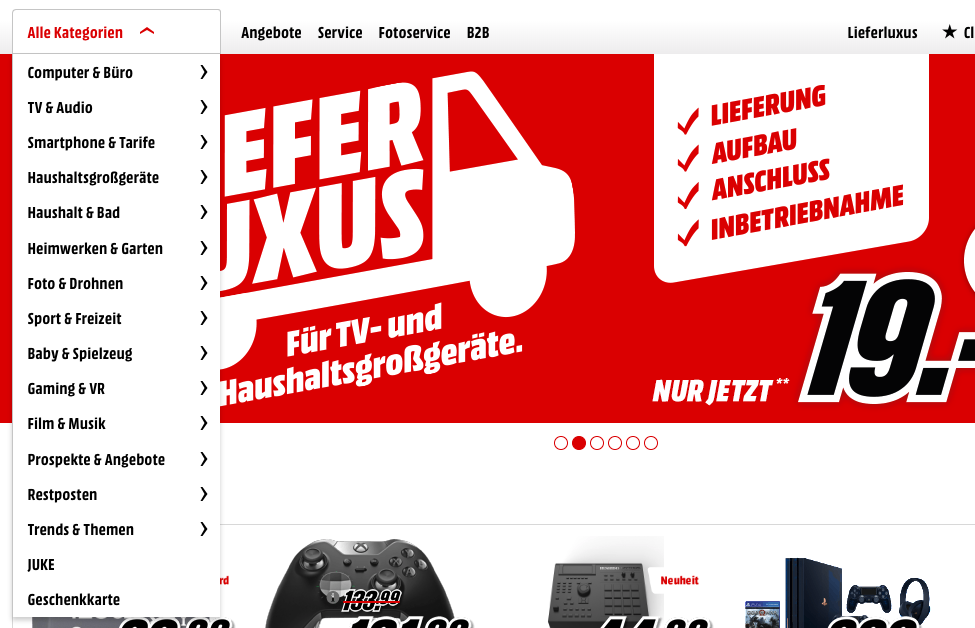 Alle Kategorien
Angebote Service Fotoservice B2B
Lieferluxus
Computer & Büro
TV & Audio
Smartphone & Tarife
Haushaltsgroßgeräte
Haushalt & Bad
Heimwerken & Garten
Foto & Drohnen
Sport & Freizeit
Baby & Spielzeug
Gaming & VR
Film & Musik
Prospekte & Angebote
Restposten
Trends & Themen
JUKE
Geschenkkarte
EFER
UXUS
Für TV- und
Haushaltsgroßgeräte.
LIEFERUNG
AUFBAU
ANSCHLUSS
INBETRIEBNAHME
NUR JETZT**
19.-
133.99
Neuheit